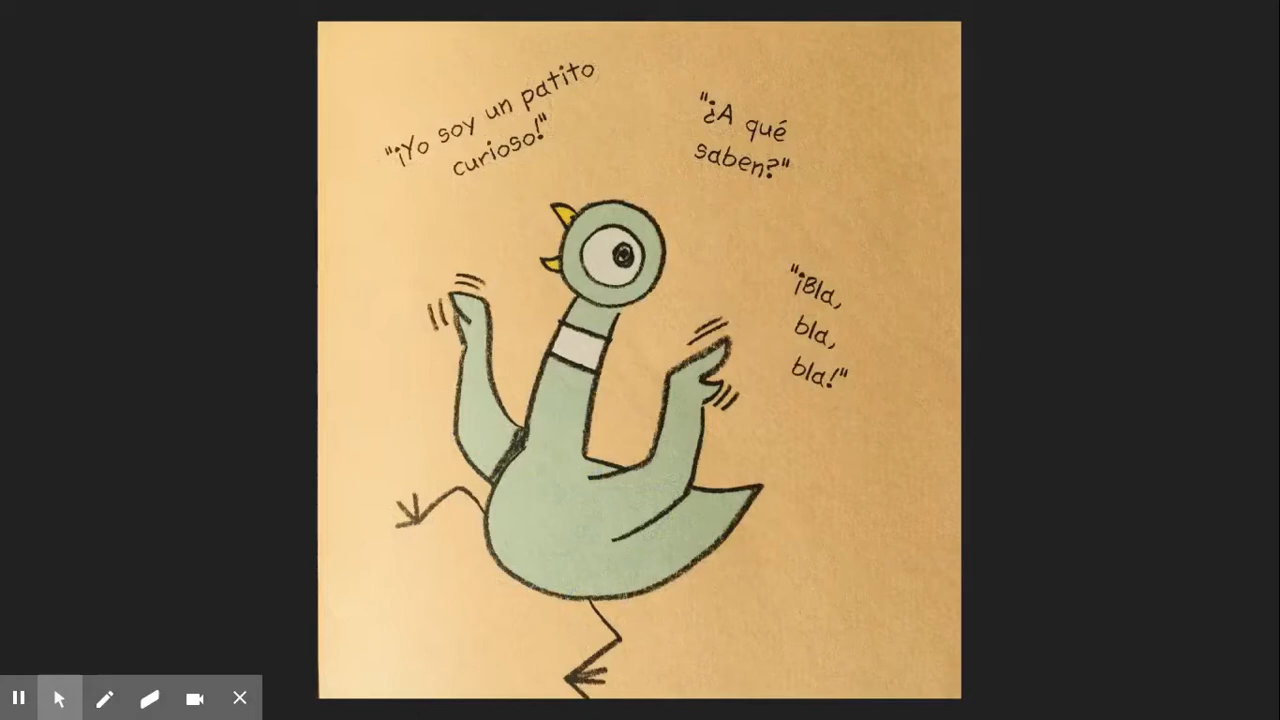 "¡Yo soy un patito
curioso!"
"¿A qué
saben?"
"¡Bla,
bla,
bla!"